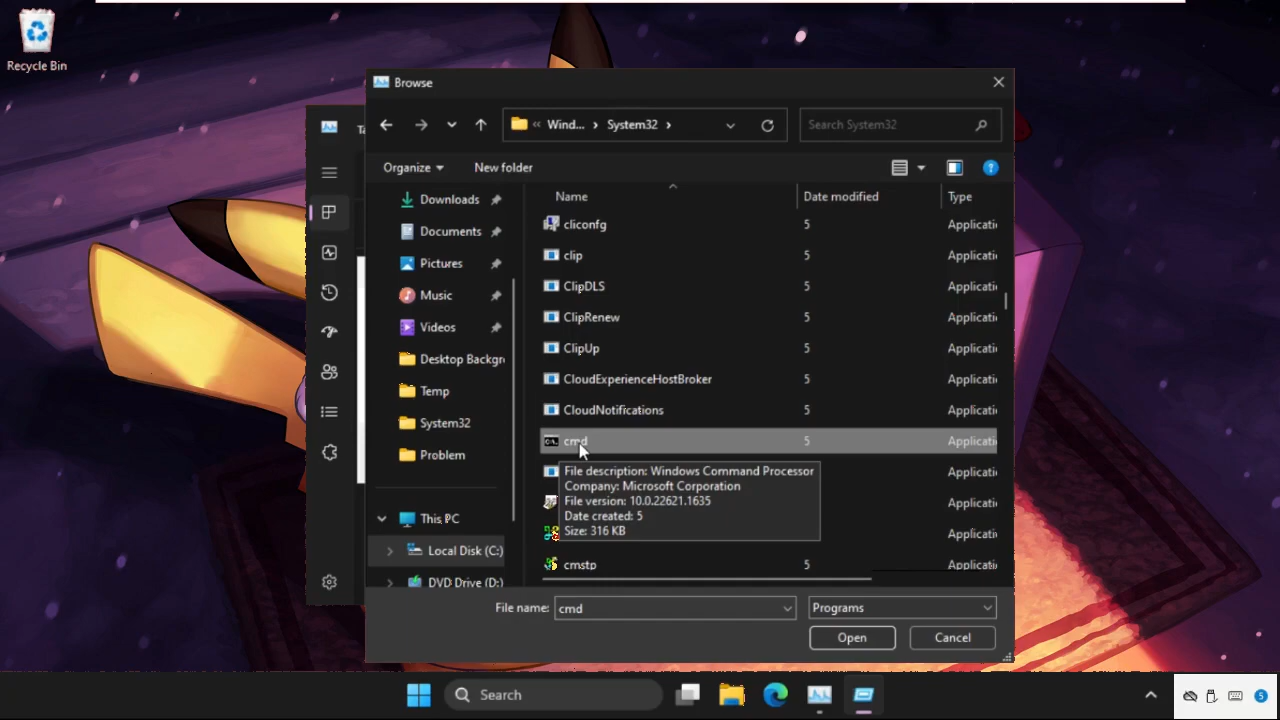 Recycle Bin
Browse
Wind... System32
Search System32
Organize
New folder
Name
Date modified
Type
Downloads
Documents
Pictures
Music
Videos
Desktop Backgr
Temp
System32
Problem
This PC
Local Disk (C:)
DVD Drive (D:)
cliconfg 5 Applicati
clip 5 Applicati
ClipDLS 5 Applicati
ClipRenew 5 Applicati
ClipUp 5 Applicati
CloudExperienceHostBroker 5 Applicati
CloudNotifications 5 Applicati
cmd 5 Applicati
Applicati
Applicati
Applicati
cmstp 5 Applicati
File description: Windows Command Processor
Company: Microsoft Corporation
File version: 10.0.22621.1635
Date created: 5
Size: 316 KB
File name: cmd
Programs
Open
Cancel
Search
5